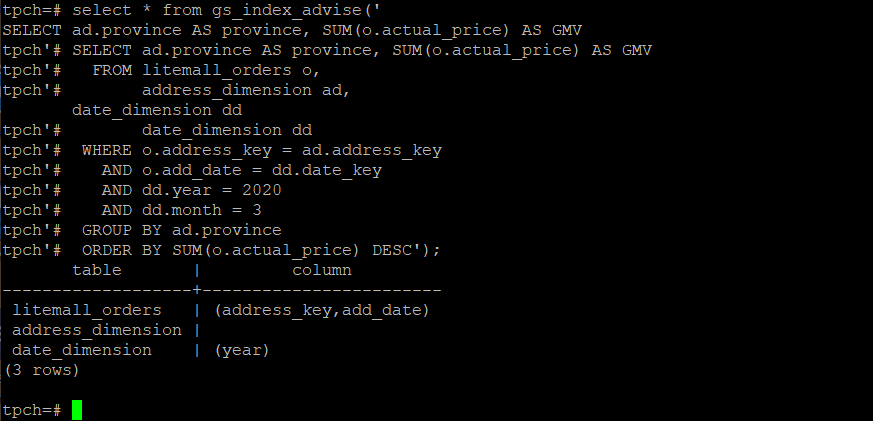 tpch=# select * from gs_index_advise('
SELECT ad.province AS province, SUM(o.actual_price) AS GMV
tpch'# SELECT ad.province AS province, SUM(o.actual_price) AS GMV
tpch'#   FROM litemall_orders o,
tpch'#        address_dimension ad,
       date_dimension dd
tpch'#        date_dimension dd
tpch'#  WHERE o.address_key = ad.address_key
tpch'#    AND o.add_date = dd.date_key
tpch'#    AND dd.year = 2020
tpch'#    AND dd.month = 3
tpch'#  GROUP BY ad.province
tpch'#  ORDER BY SUM(o.actual_price) DESC');
       table       |         column
-------------------+------------------------
 litemall_orders   | (address_key,add_date)
 address_dimension |
 date_dimension    | (year)
(3 rows)
tpch=#